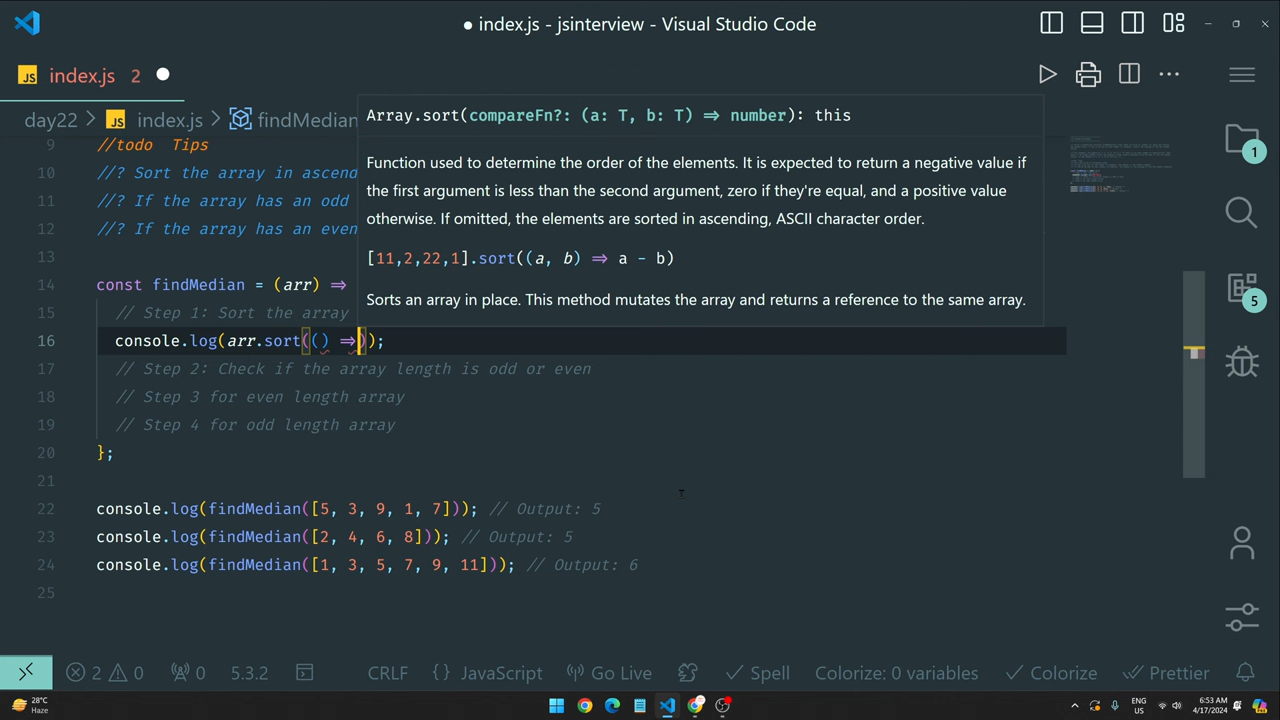 ● index.js - jsinterview - Visual Studio Code
JS index.js 2
day22 > JS index.js > findMedian
Array.sort(compareFn?: (a: T, b: T) => number): this
Function used to determine the order of the elements. It is expected to return a negative value if
the first argument is less than the second argument, zero if they're equal, and a positive value
otherwise. If omitted, the elements are sorted in ascending, ASCII character order.
[11,2,22,1].sort((a, b) => a - b)
Sorts an array in place. This method mutates the array and returns a reference to the same array.
9 //todo Tips
10 //? Sort the array in ascend
11 //? If the array has an odd
12 //? If the array has an even
13
14 const findMedian = (arr) =>
15 // Step 1: Sort the array
16 console.log(arr.sort(() =>));
17 // Step 2: Check if the array length is odd or even
18 // Step 3 for even length array
19 // Step 4 for odd length array
20 };
21
22 console.log(findMedian([5, 3, 9, 1, 7])); // Output: 5
23 console.log(findMedian([2, 4, 6, 8])); // Output: 5
24 console.log(findMedian([1, 3, 5, 7, 9, 11])); // Output: 6
25
1
5
2 0 0 5.3.2 CRLF {} JavaScript Go Live Spell Colorize: 0 variables Colorize Prettier
28°C
Haze
ENG
US
6:53 AM
4/17/2024